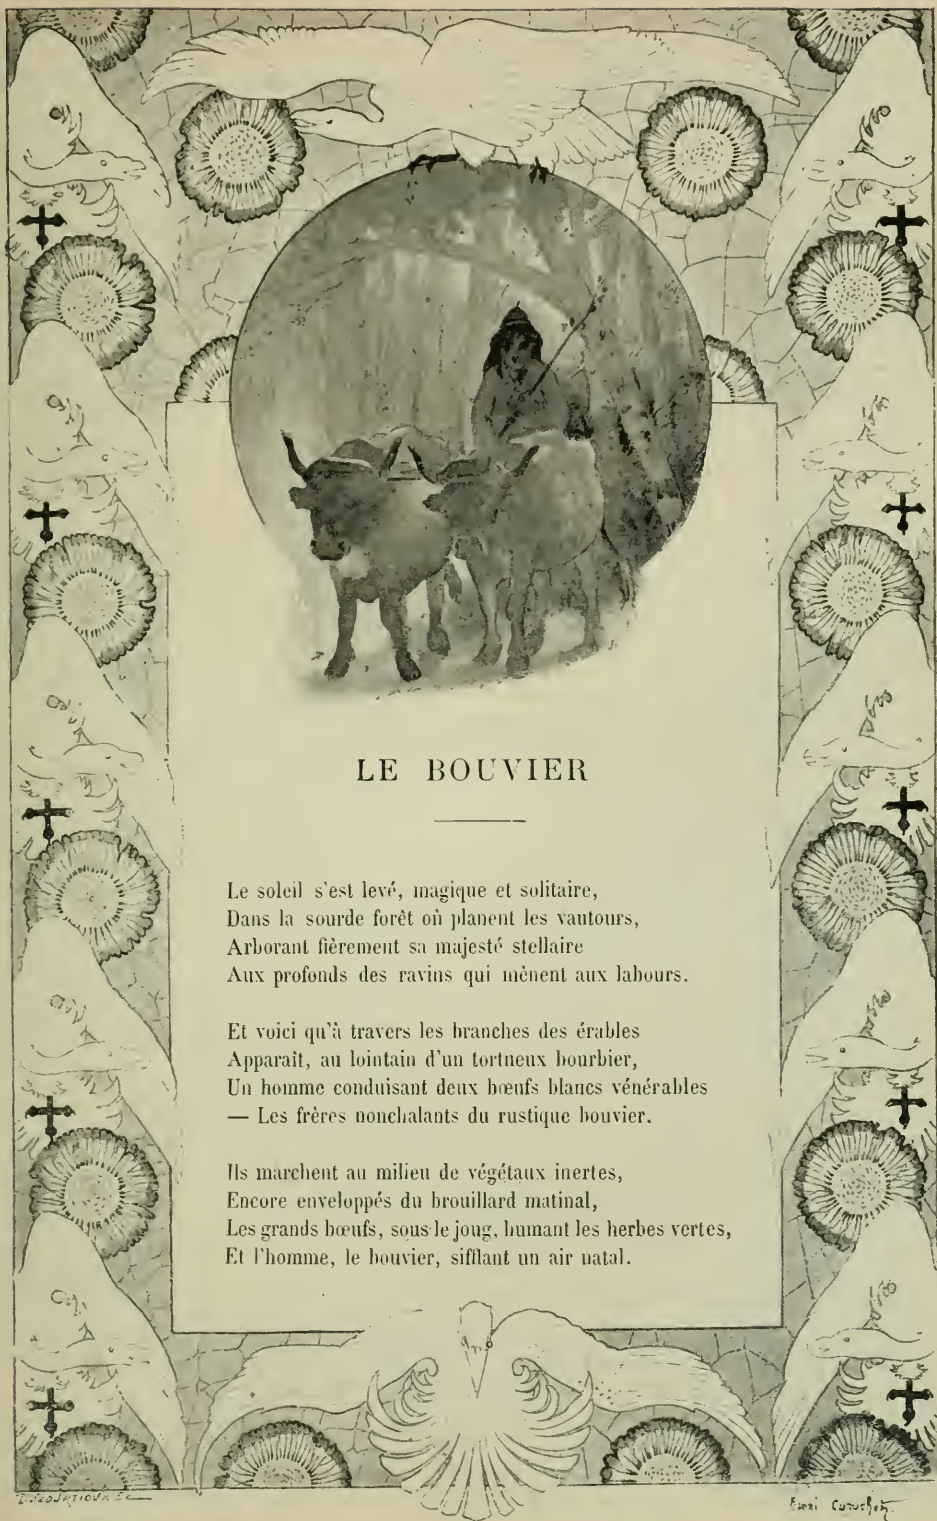 LE BOUVIER
Le soleil s'est levé, magique et solitaire,
Dans la sourde forêt où planent les vautours,
Arborant fièrement sa majesté stellaire
Aux profonds des ravins qui mènent aux labours.
Et voici qu'à travers les branches des érables
Apparaît, au lointain d'un tortueux bourbier,
Un homme conduisant deux bœufs blancs vénérables
— Les frères nonchalants du rustique bouvier.
Ils marchent au milieu de végétaux inertes,
Encore enveloppés du brouillard matinal,
Les grands bœufs, sous le joug, humant les herbes vertes,
Et l'homme, le bouvier, sifflant un air natal.
Henri Caruchet.